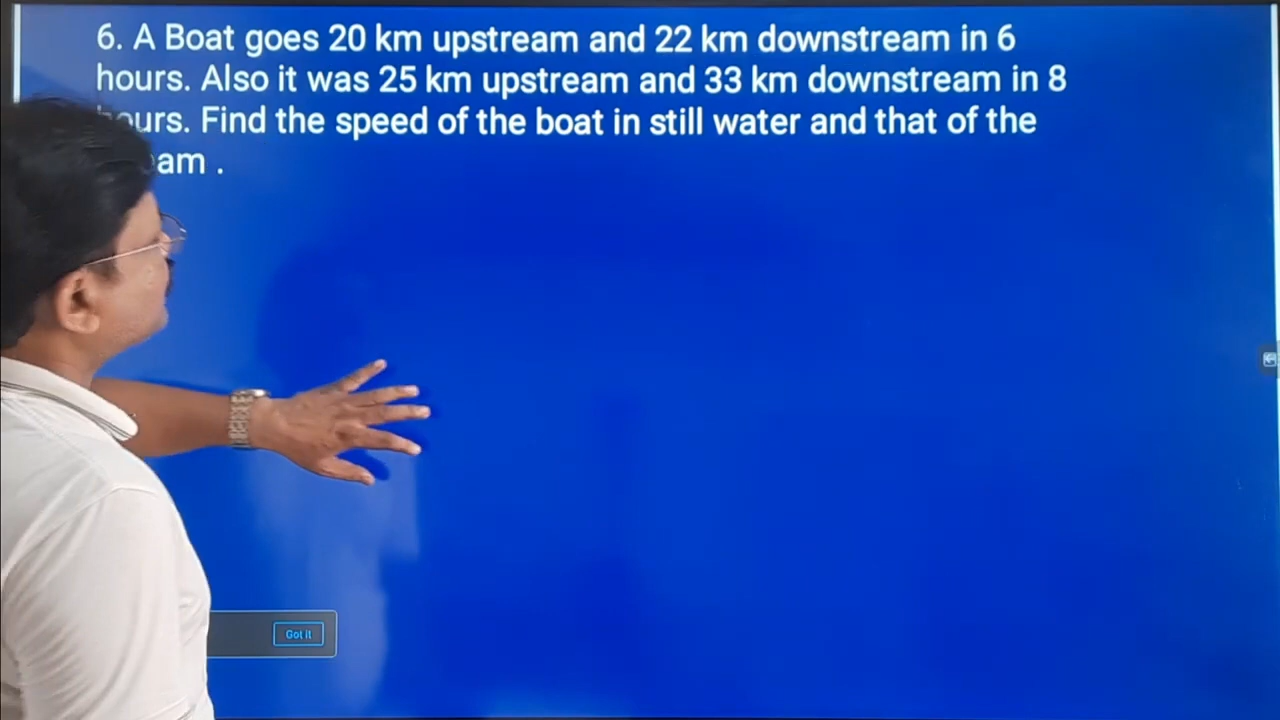 6. A Boat goes 20 km upstream and 22 km downstream in 6
hours. Also it was 25 km upstream and 33 km downstream in 8
hours. Find the speed of the boat in still water and that of the
am .
Got it